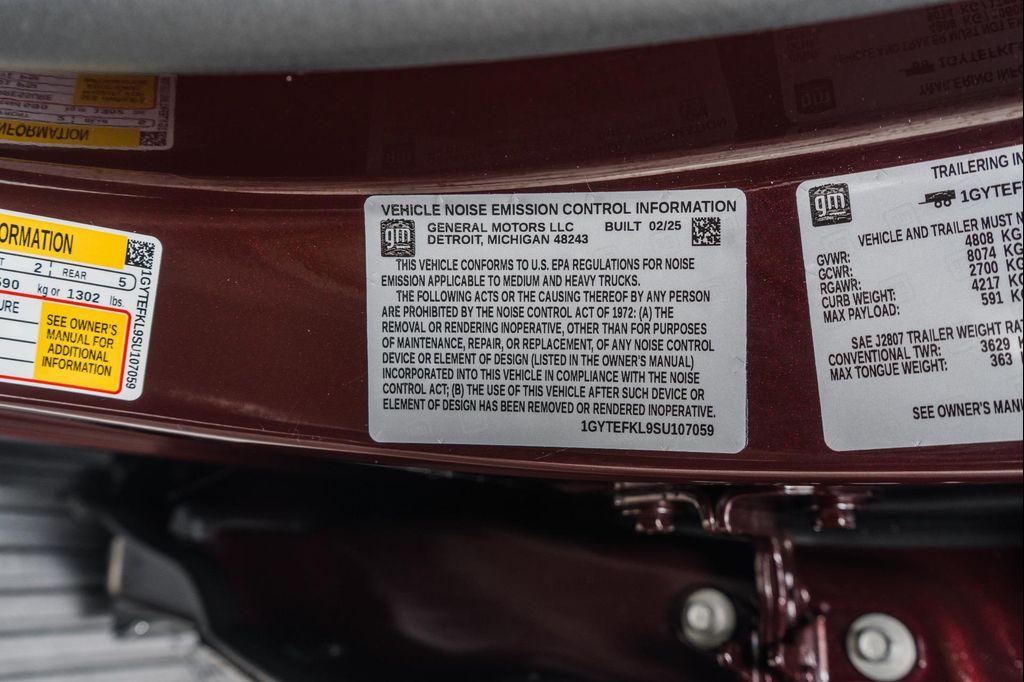 ORMATION
T 2 REAR 5
590 kg or 1302 lbs.
URE
SEE OWNER'S
MANUAL FOR
ADDITIONAL
INFORMATION
1GYTEFKL9SU107059
VEHICLE NOISE EMISSION CONTROL INFORMATION
gm
GENERAL MOTORS LLC BUILT 02/25
DETROIT, MICHIGAN 48243
THIS VEHICLE CONFORMS TO U.S. EPA REGULATIONS FOR NOISE
EMISSION APPLICABLE TO MEDIUM AND HEAVY TRUCKS.
THE FOLLOWING ACTS OR THE CAUSING THEREOF BY ANY PERSON
ARE PROHIBITED BY THE NOISE CONTROL ACT OF 1972: (A) THE
REMOVAL OR RENDERING INOPERATIVE, OTHER THAN FOR PURPOSES
OF MAINTENANCE, REPAIR, OR REPLACEMENT, OF ANY NOISE CONTROL
DEVICE OR ELEMENT OF DESIGN (LISTED IN THE OWNER'S MANUAL)
INCORPORATED INTO THIS VEHICLE IN COMPLIANCE WITH THE NOISE
CONTROL ACT; (B) THE USE OF THIS VEHICLE AFTER SUCH DEVICE OR
ELEMENT OF DESIGN HAS BEEN REMOVED OR RENDERED INOPERATIVE.
1GYTEFKL9SU107059
TRAILERING IN
gm
1GYTEF
VEHICLE AND TRAILER MUST N
GVWR: 4808 KG
GCWR: 8074 KG
RGAWR: 2700 KG
CURB WEIGHT: 4217 KG
MAX PAYLOAD: 591 KG
SAE J2807 TRAILER WEIGHT RAT
CONVENTIONAL TWR: 3629 KG
MAX TONGUE WEIGHT: 363 KG
SEE OWNER'S MANU